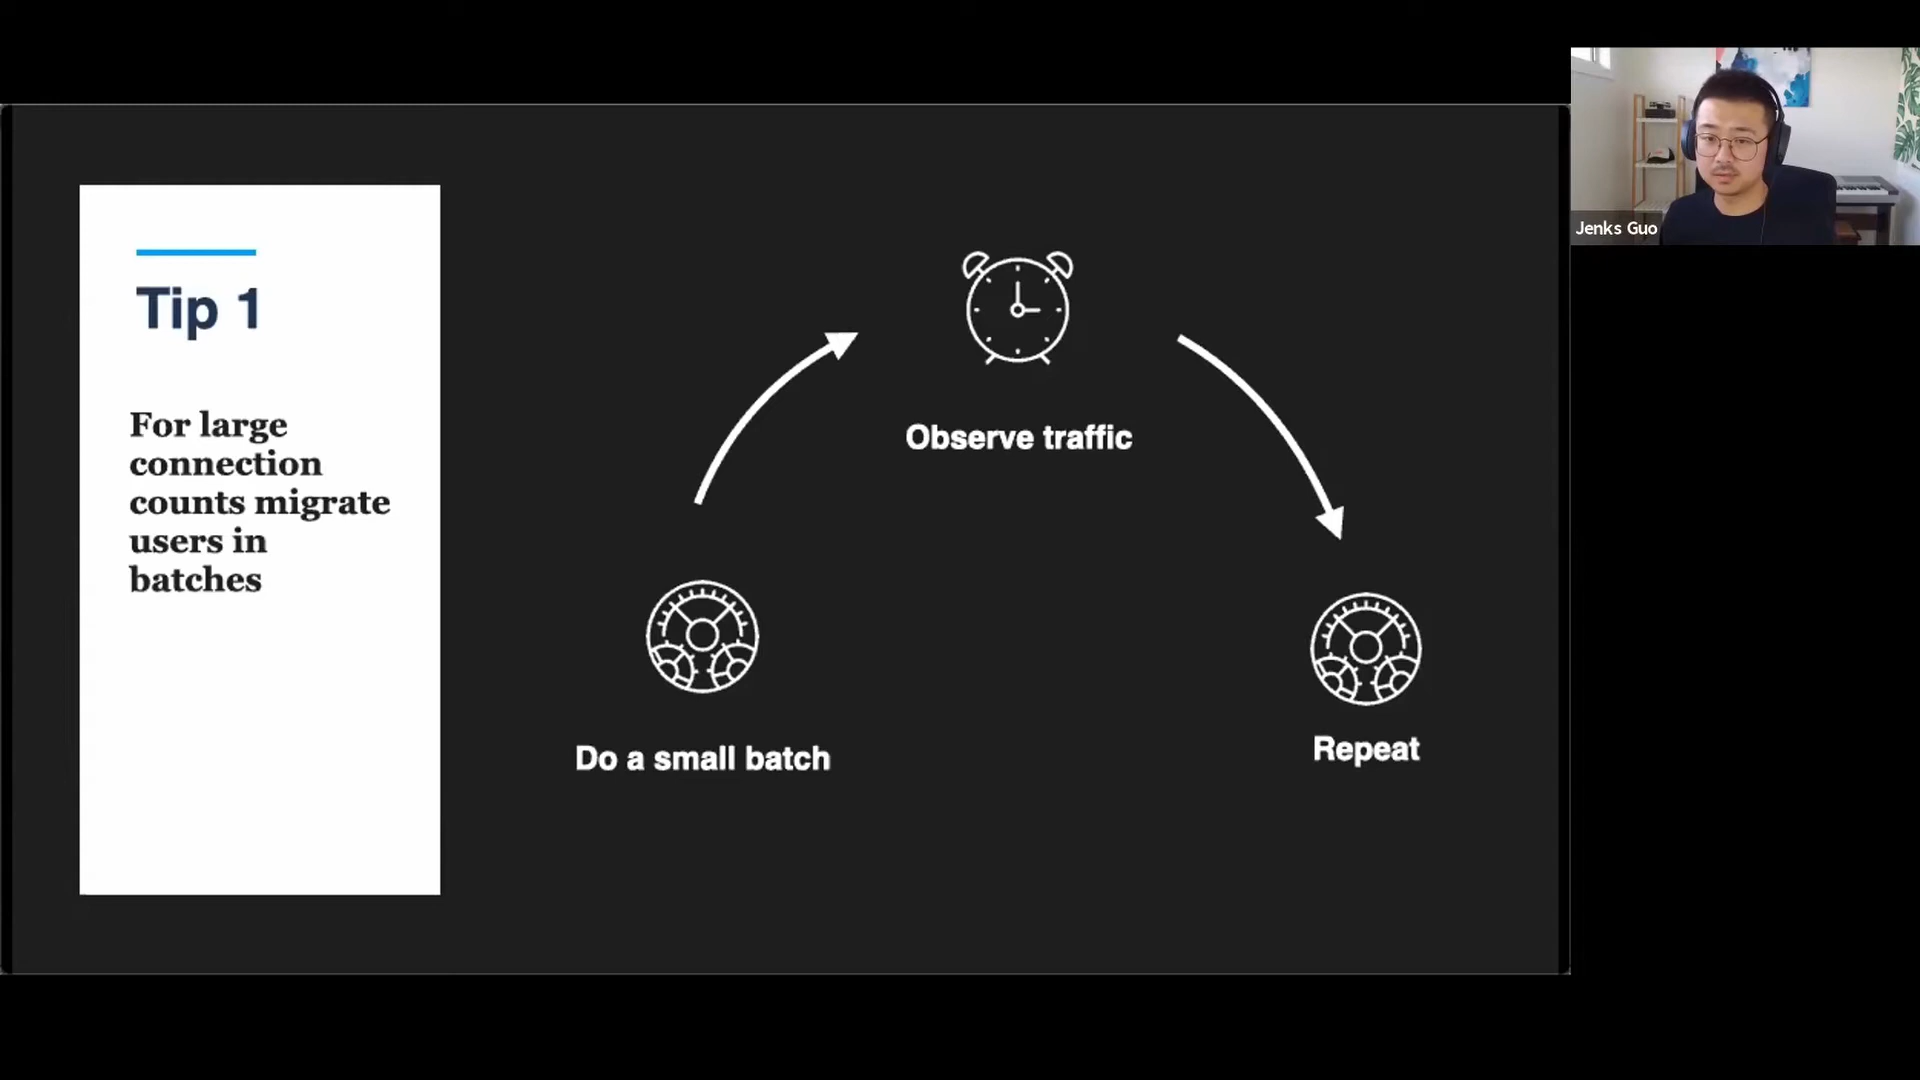 Tip 1
For large
connection
counts migrate
users in
batches
Observe traffic
Do a small batch
Repeat
Jenks Guo